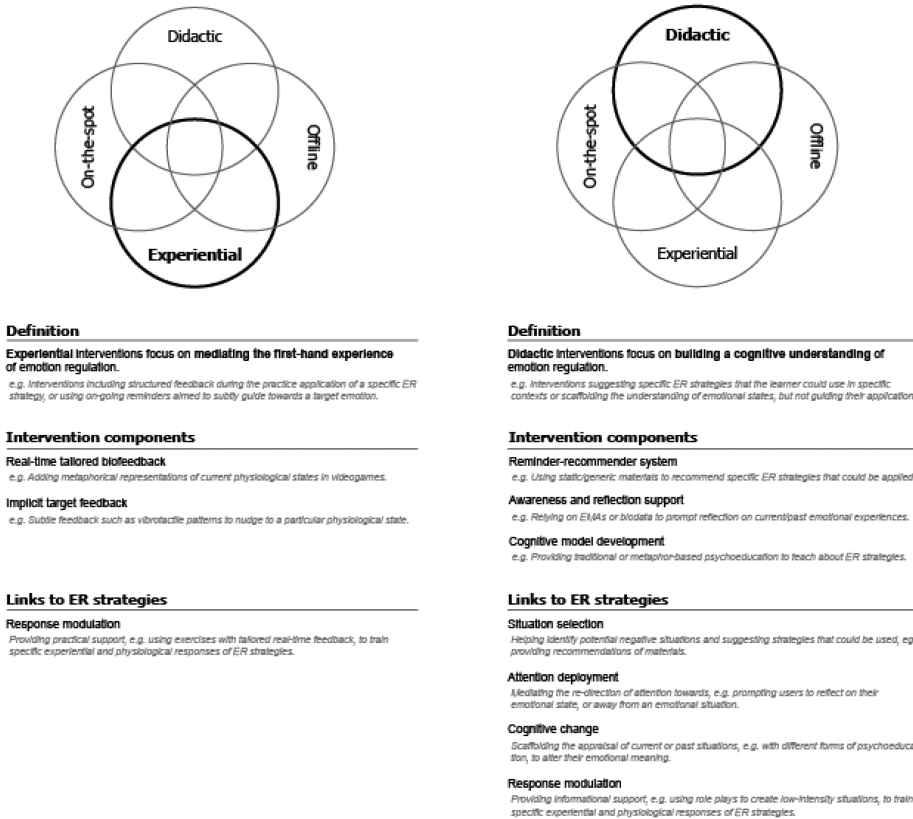 Didactic
On-the-spot
Offline
Experiential
Definition
Experiential interventions focus on mediating the first-hand experience
of emotion regulation.
e.g. Interventions including structured feedback during the practice application of a specific ER
strategy, or using on-going reminders aimed to subtly guide towards a target emotion.
Intervention components
Real-time tailored biofeedback
e.g. Adding metaphorical representations of current physiological states in videogames.
Implicit target feedback
e.g. Subtle feedback such as vibrotactile patterns to nudge to a particular physiological state.
Links to ER strategies
Response modulation
Providing practical support, e.g. using exercises with tailored real-time feedback, to train
specific experiential and physiological responses of ER strategies.
Didactic
On-the-spot
Offline
Experiential
Definition
Didactic interventions focus on building a cognitive understanding of
emotion regulation.
e.g. Interventions suggesting specific ER strategies that the learner could use in specific
contexts or scaffolding the understanding of emotional states, but not guiding their application
Intervention components
Reminder-recommender system
e.g. Using static/generic materials to recommend specific ER strategies that could be applied
Awareness and reflection support
e.g. Relying on EMAs or biodata to prompt reflection on current/past emotional experiences.
Cognitive model development
e.g. Providing traditional or metaphor-based psychoeducation to teach about ER strategies.
Links to ER strategies
Situation selection
Helping identify potential negative situations and suggesting strategies that could be used, eg
providing recommendations of materials.
Attention deployment
Mediating the re-direction of attention towards, e.g. prompting users to reflect on their
emotional state, or away from an emotional situation.
Cognitive change
Scaffolding the appraisal of current or past situations, e.g. with different forms of psychoeduca
tion, to alter their emotional meaning.
Response modulation
Providing informational support, e.g. using role plays to create low-intensity situations, to train
specific experiential and physiological responses of ER strategies.